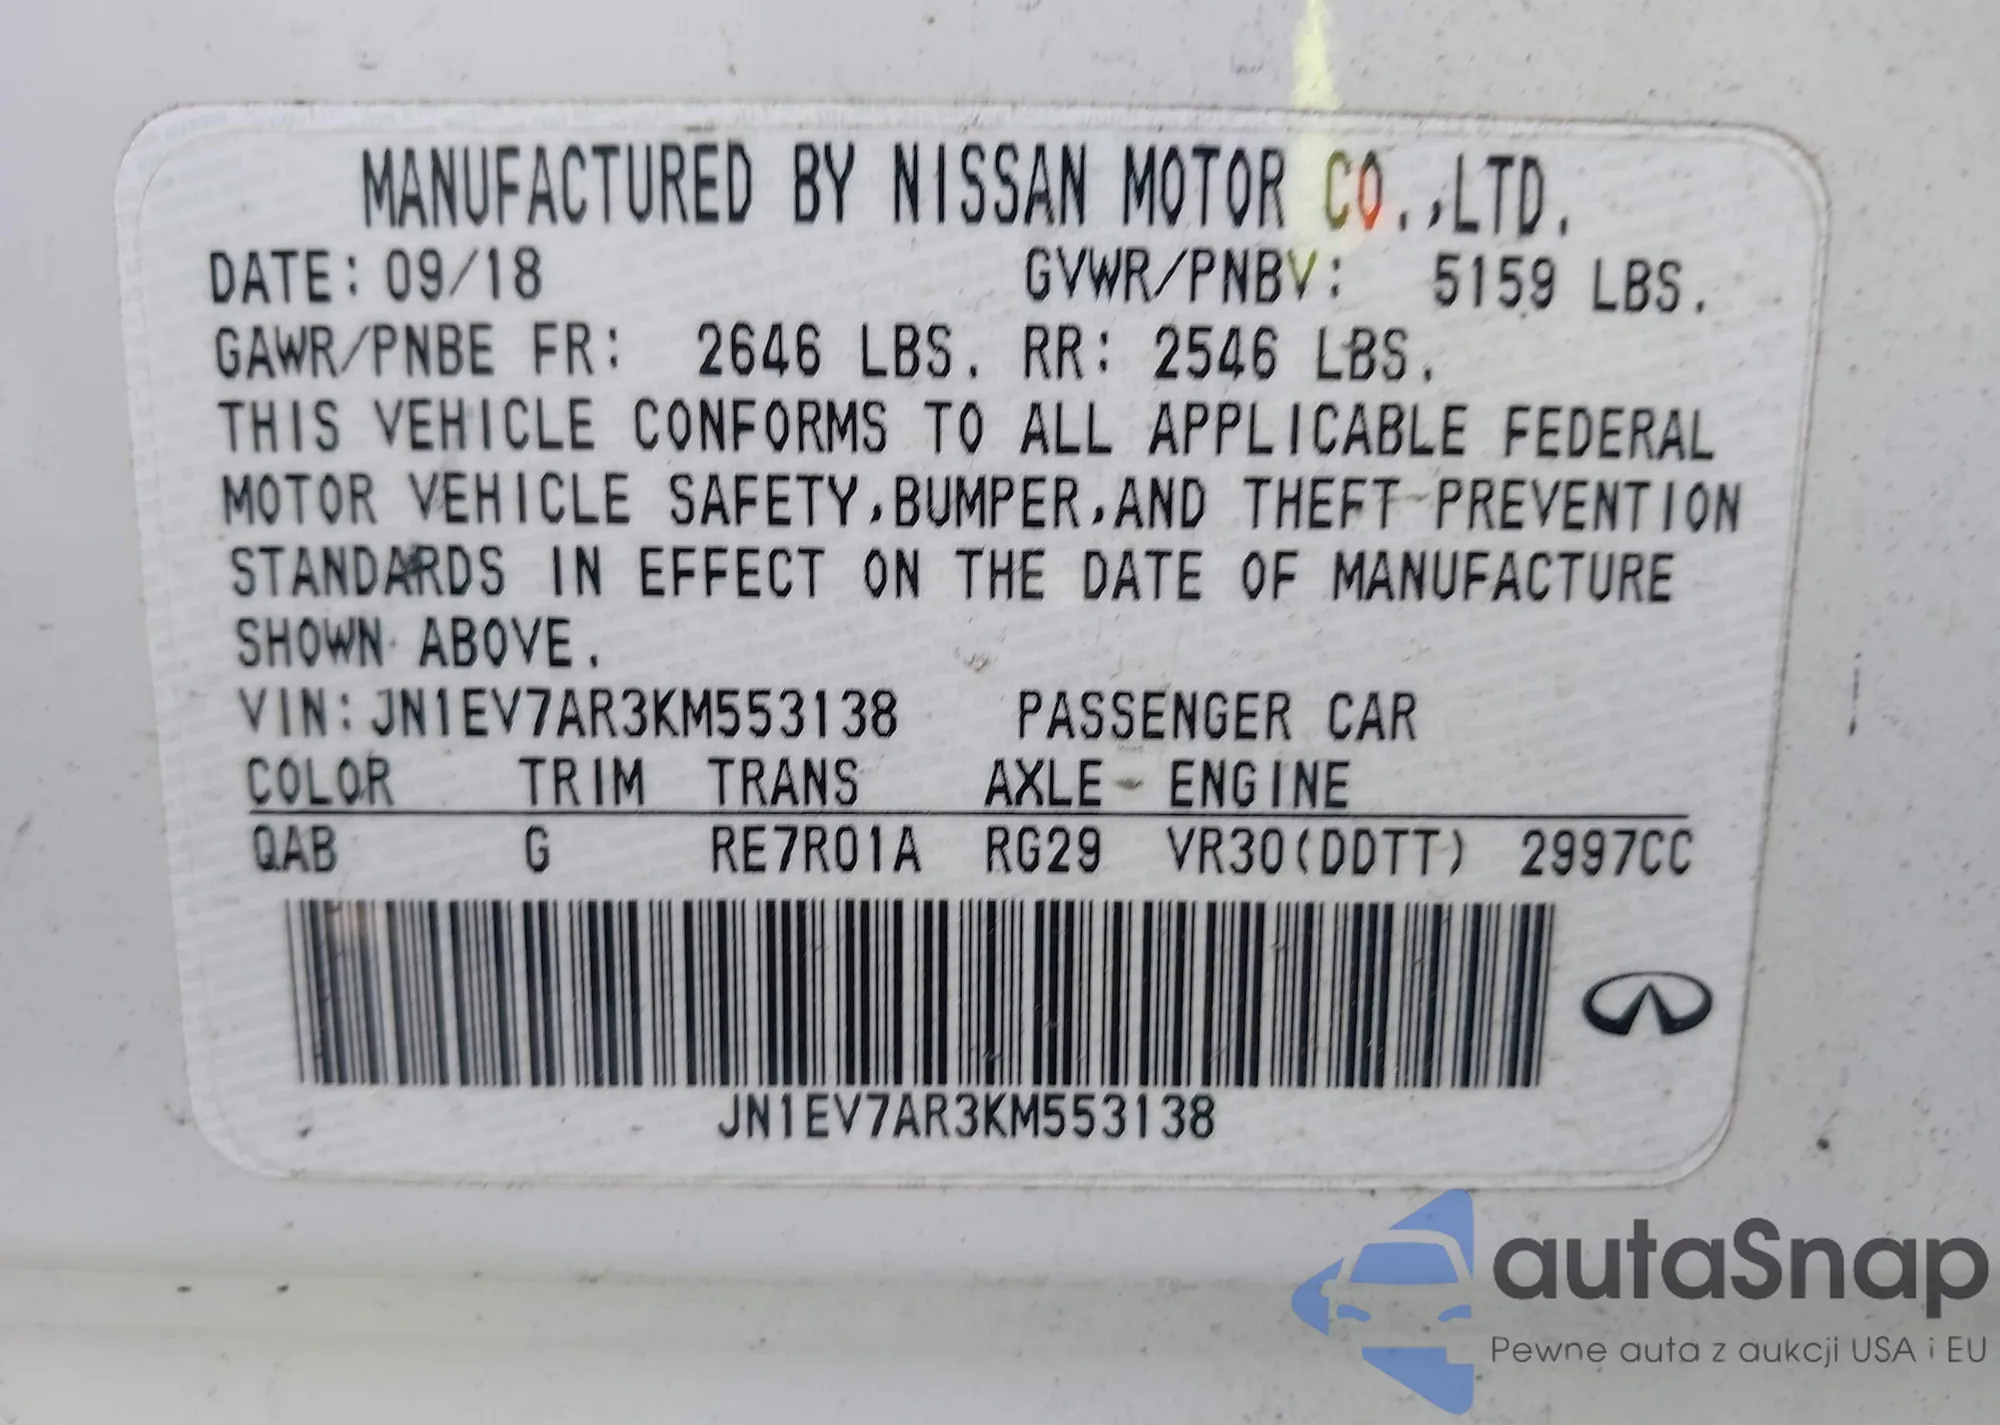 MANUFACTURED BY NISSAN MOTOR CO.,LTD.
DATE: 09/18 GVWR/PNBV: 5159 LBS.
GAWR/PNBE FR: 2646 LBS. RR: 2546 LBS.
THIS VEHICLE CONFORMS TO ALL APPLICABLE FEDERAL
MOTOR VEHICLE SAFETY,BUMPER,AND THEFT PREVENTION
STANDARDS IN EFFECT ON THE DATE OF MANUFACTURE
SHOWN ABOVE.
VIN:JN1EV7AR3KM553138 PASSENGER CAR
COLOR TRIM TRANS AXLE ENGINE
QAB G RE7R01A RG29 VR30(DDTT) 2997CC
JN1EV7AR3KM553138
autaSnap
Pewne auta z aukcji USA i EU